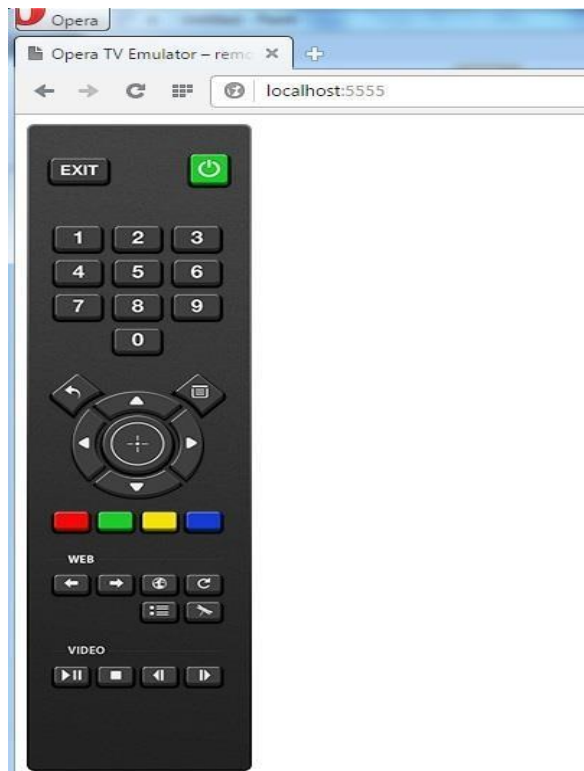 Opera
Opera TV Emulator – remo
localhost:5555
EXIT
1 2 3
4 5 6
7 8 9
0
WEB
VIDEO